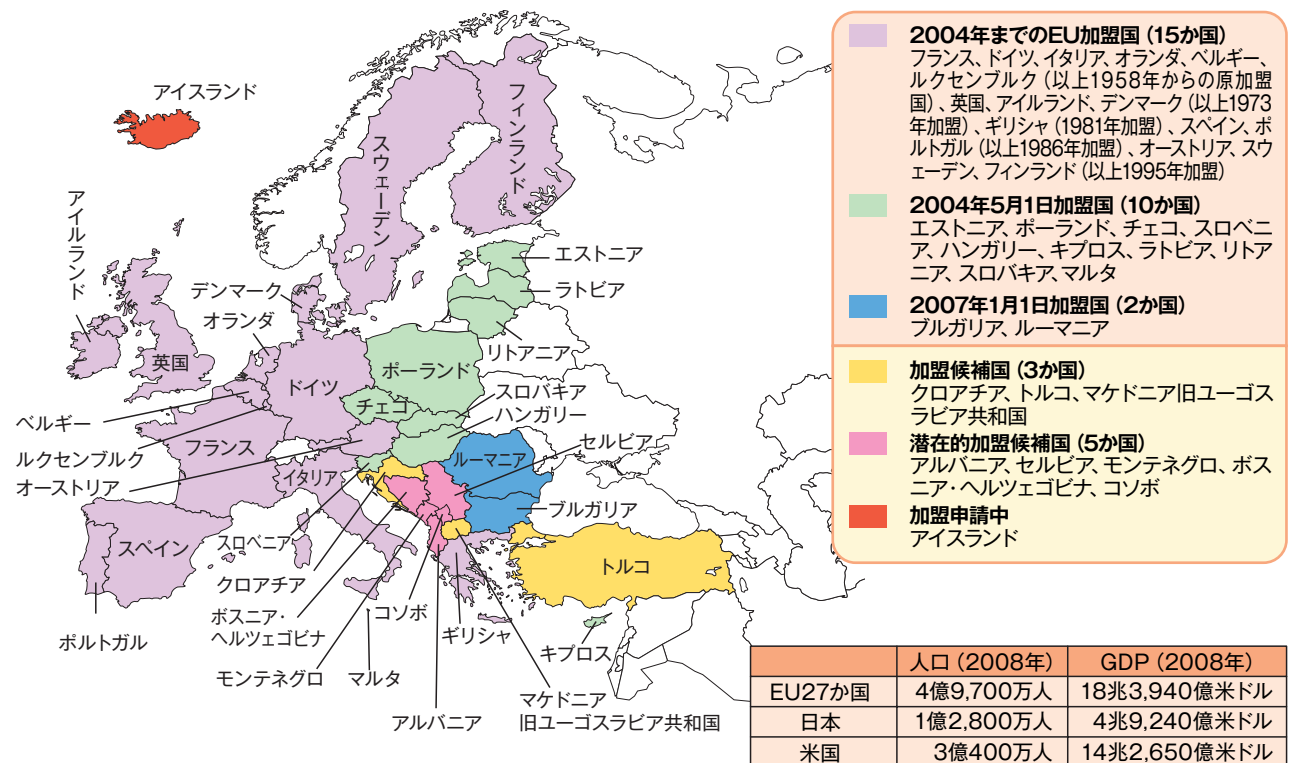 アイスランド
フィンランド
スウェーデン
アイルランド
エストニア
ラトビア
デンマーク
オランダ
リトアニア
英国
ドイツ
ポーランド
スロバキア
チェコ
ハンガリー
ベルギー
セルビア
ルクセンブルク
フランス
ルーマニア
オーストリア
イタリア
ブルガリア
スペイン
スロベニア
トルコ
クロアチア
ボスニア・
ヘルツェゴビナ
コソボ
ギリシャ
ポルトガル
キプロス
モンテネグロ
マルタ
マケドニア
旧ユーゴスラビア共和国
アルバニア
2004年までのEU加盟国(15か国)
フランス、ドイツ、イタリア、オランダ、ベルギー、
ルクセンブルク(以上1958年からの原加盟
国)、英国、アイルランド、デンマーク(以上1973
年加盟)、ギリシャ(1981年加盟)、スペイン、ポ
ルトガル(以上1986年加盟)、オーストリア、スウ
ェーデン、フィンランド(以上1995年加盟)
2004年5月1日加盟国(10か国)
エストニア、ポーランド、チェコ、スロベニ
ア、ハンガリー、キプロス、ラトビア、リトア
ニア、スロバキア、マルタ
2007年1月1日加盟国(2か国)
ブルガリア、ルーマニア
加盟候補国(3か国)
クロアチア、トルコ、マケドニア旧ユーゴス
ラビア共和国
潜在的加盟候補国(5か国)
アルバニア、セルビア、モンテネグロ、ボス
ニア・ヘルツェゴビナ、コソボ
加盟申請中
アイスランド
人口(2008年) GDP(2008年)
EU27か国 4億9,700万人 18兆3,940億米ドル
日本 1億2,800万人 4兆9,240億米ドル
米国 3億400万人 14兆2,650億米ドル